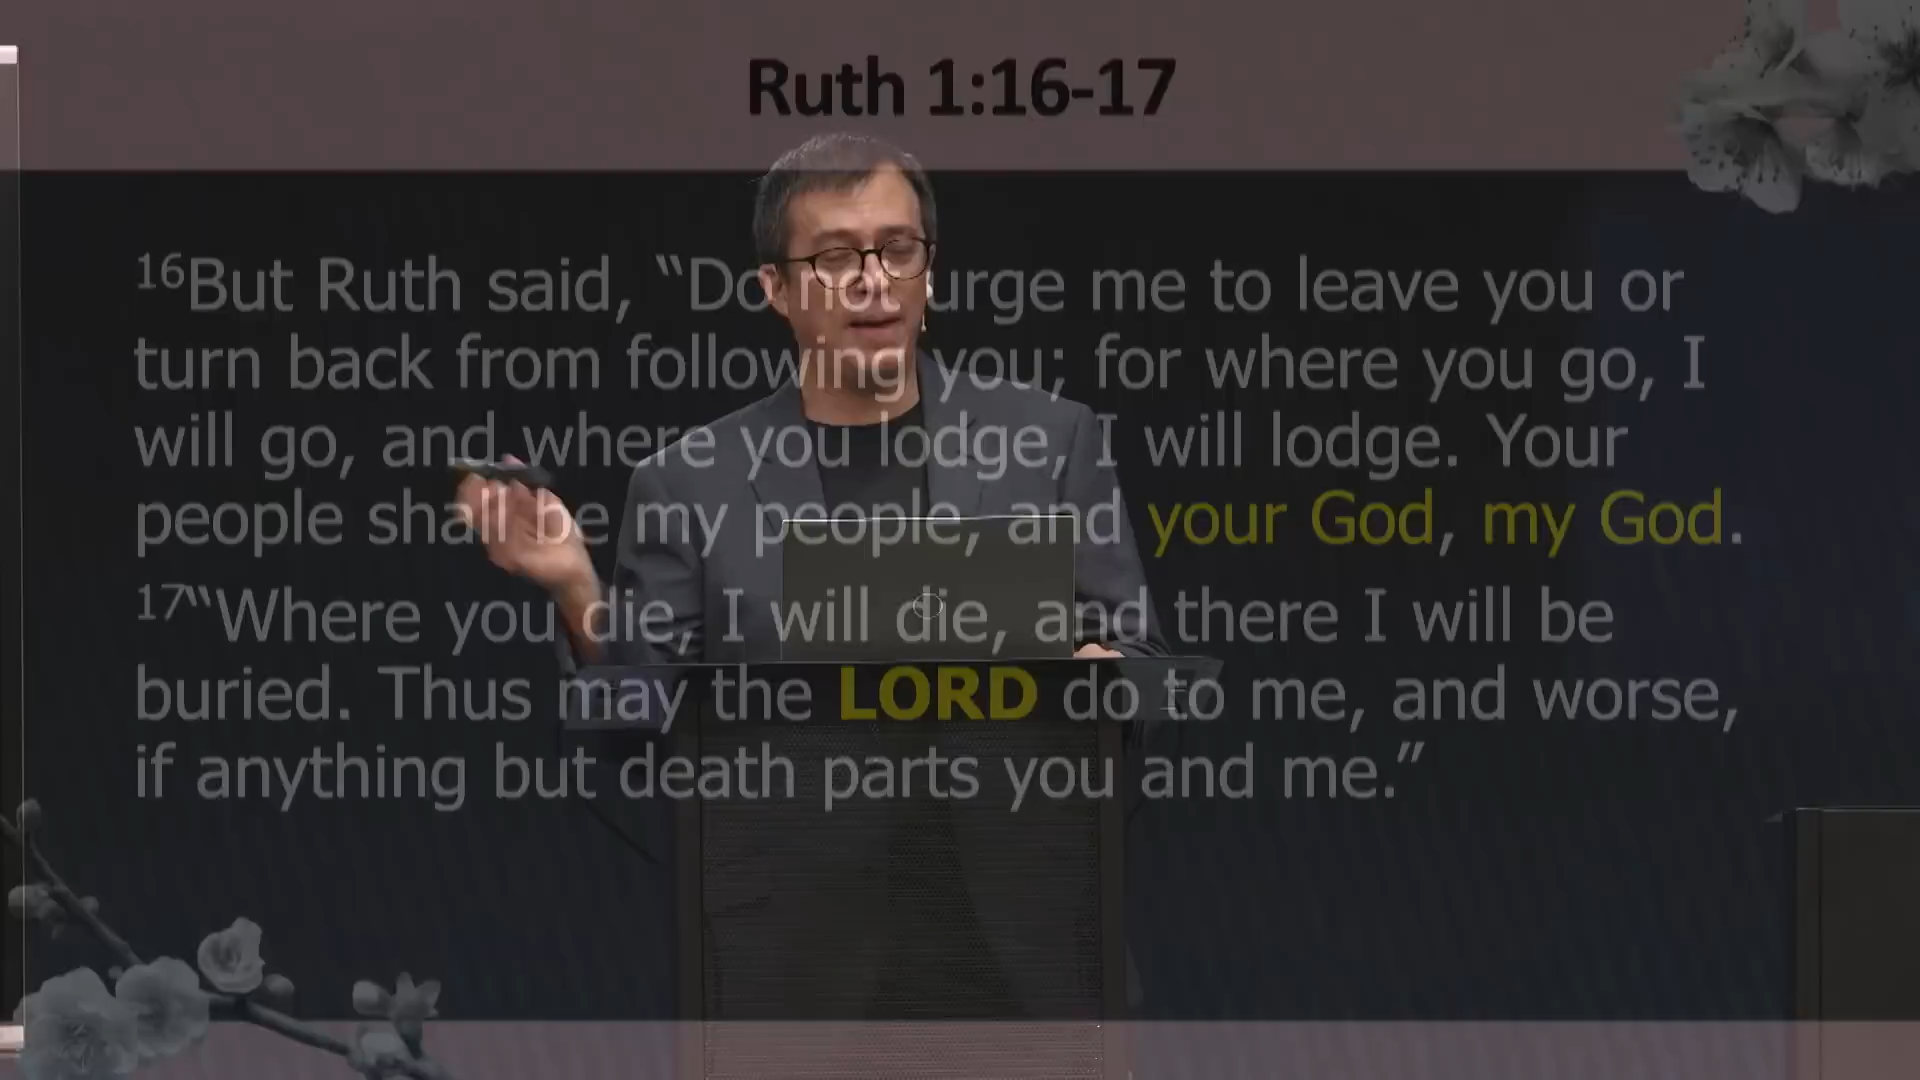 Ruth 1:16-17
16But Ruth said, “Do not urge me to leave you or
turn back from following you; for where you go, I
will go, and where you lodge, I will lodge. Your
people shall be my people, and your God, my God.
17“Where you die, I will die, and there I will be
buried. Thus may the LORD do to me, and worse,
if anything but death parts you and me.”